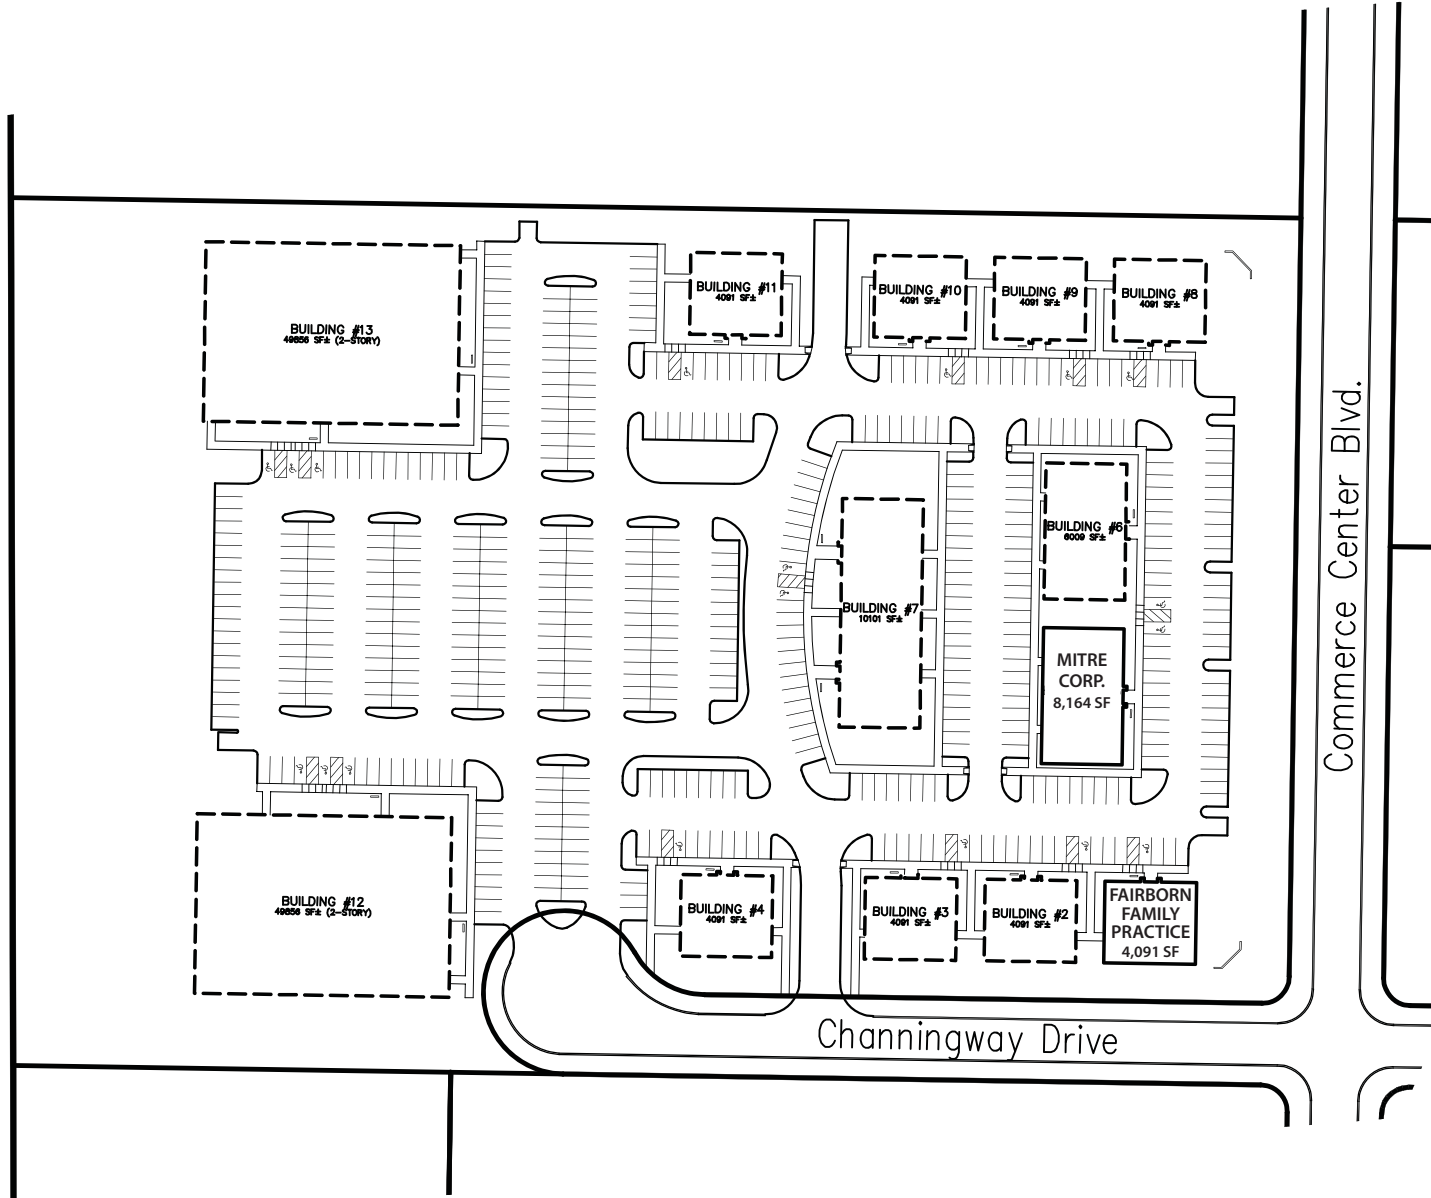 BUILDING #13
49856 SF± (2-STORY)
BUILDING #11
4091 SF±
BUILDING #10
4091 SF±
BUILDING #9
4091 SF±
BUILDING #8
4091 SF±
BUILDING #6
6009 SF±
BUILDING #7
10101 SF±
MITRE
CORP.
8,164 SF
Commerce Center Blvd.
BUILDING #12
49856 SF± (2-STORY)
BUILDING #4
4091 SF±
BUILDING #3
4091 SF±
BUILDING #2
4091 SF±
FAIRBORN
FAMILY
PRACTICE
4,091 SF
Channingway Drive